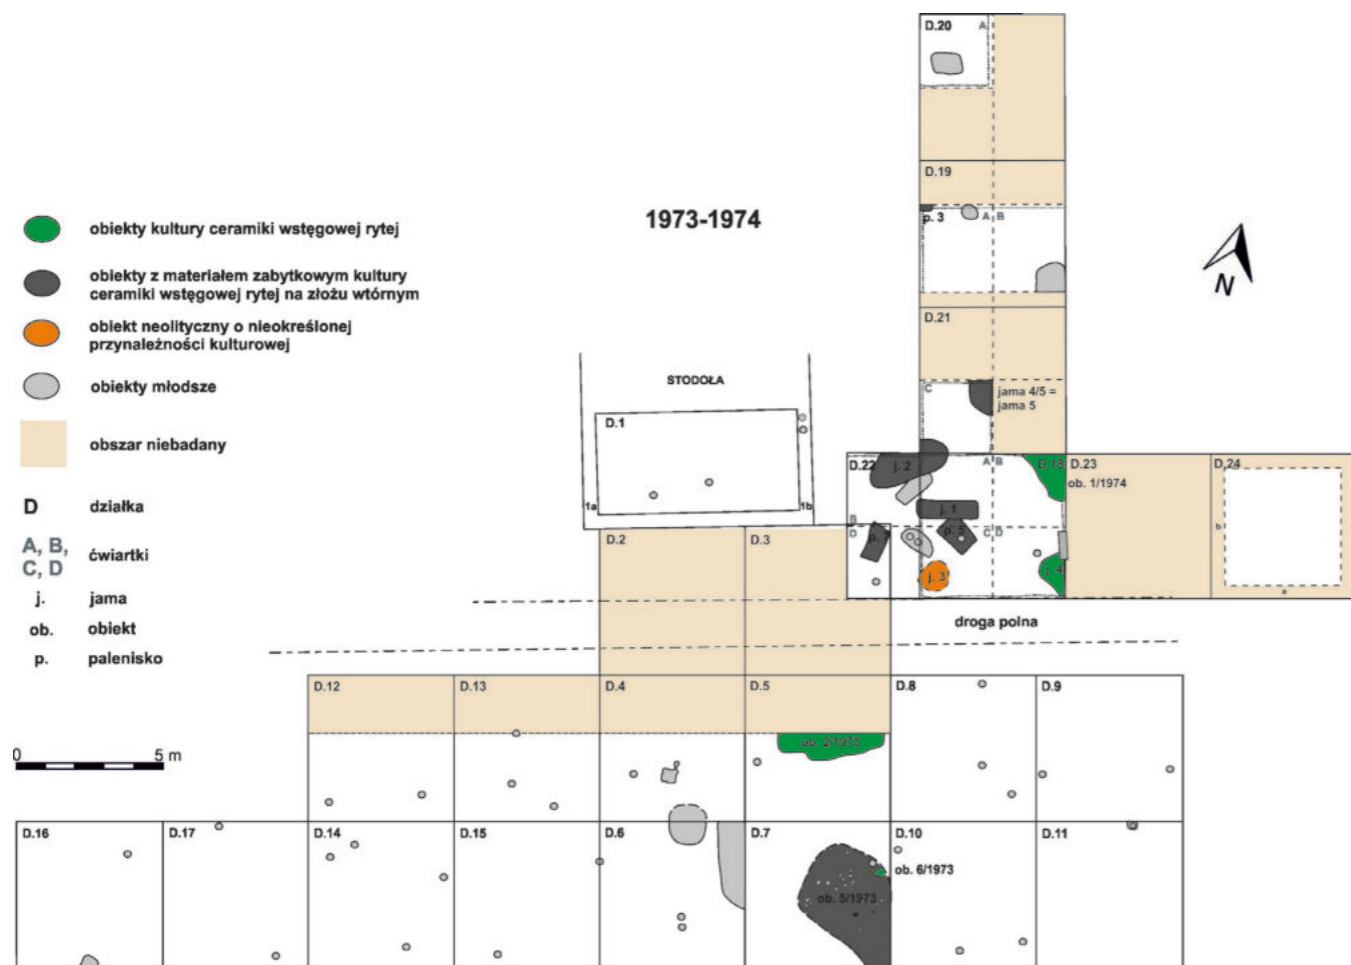 1973-1974
obiekty kultury ceramiki wstęgowej rytej
obiekty z materiałem zabytkowym kultury
ceramiki wstęgowej rytej na złożu wtórnym
obiekt neolityczny o nieokreślonej
przynależności kulturowej
obiekty młodsze
obszar niebadany
D działka
A, B,
C, D ćwiartki
j. jama
ob. obiekt
p. palenisko
0 5 m
N
D.20 A
D.19
p. 3 A B
D.21
C
jama 4/5 =
jama 5
STODOŁA
D.1
1a 1b
D.22 j. 2 A B D.18 D.23 D.24
ob. 1/1974
j. 1
B
D p. 5 C D
b
j. 3 j. 4
a
D.2 D.3
droga polna
D.12 D.13 D.4 D.5 D.8 D.9
ob. 2/1973
D.16 D.17 D.14 D.15 D.6 D.7 D.10 D.11
ob. 6/1973
ob. 5/1973